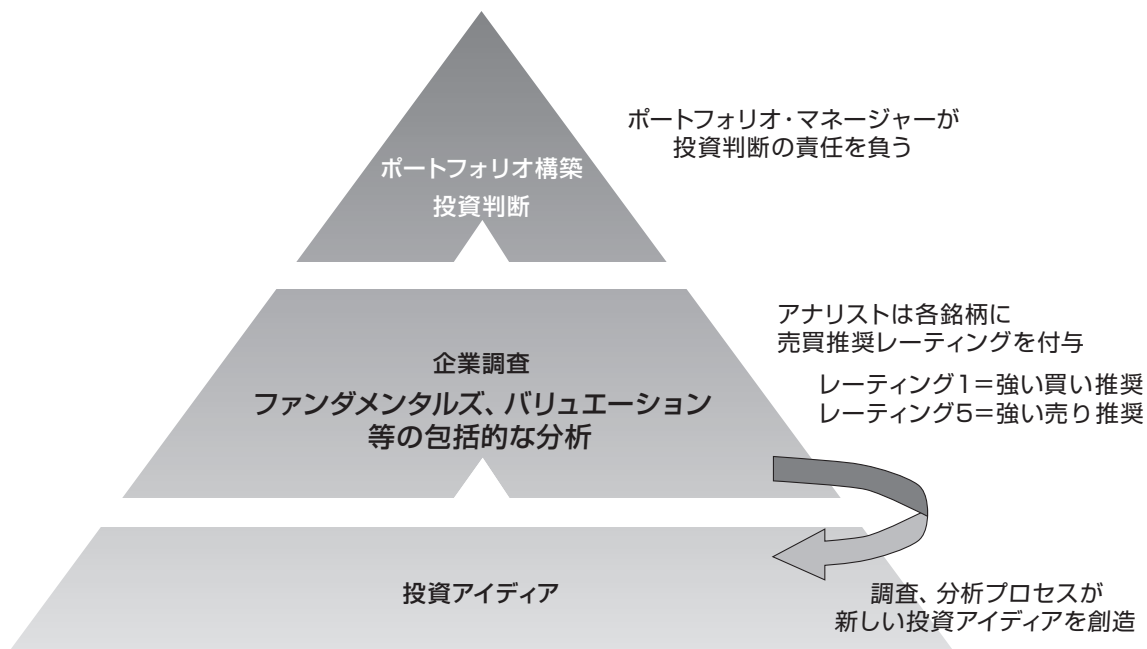 ポートフォリオ構築
投資判断
ポートフォリオ・マネージャーが
投資判断の責任を負う
企業調査
ファンダメンタルズ、バリュエーション
等の包括的な分析
アナリストは各銘柄に
売買推奨レーティングを付与
レーティング1=強い買い推奨
レーティング5=強い売り推奨
投資アイディア
調査、分析プロセスが
新しい投資アイディアを創造